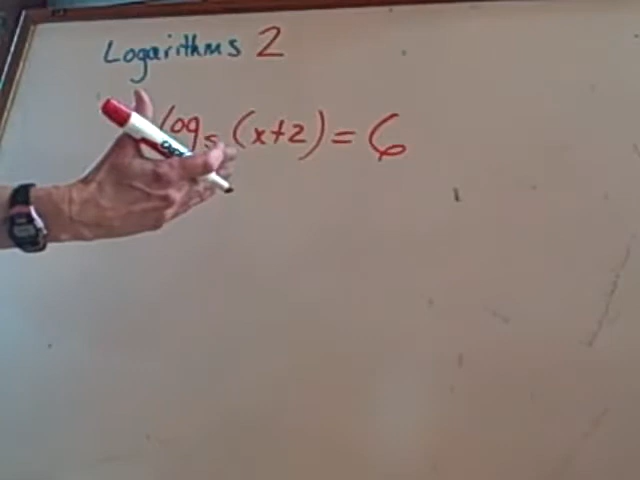 Logarithms 2
log₅ (x+2) = 6